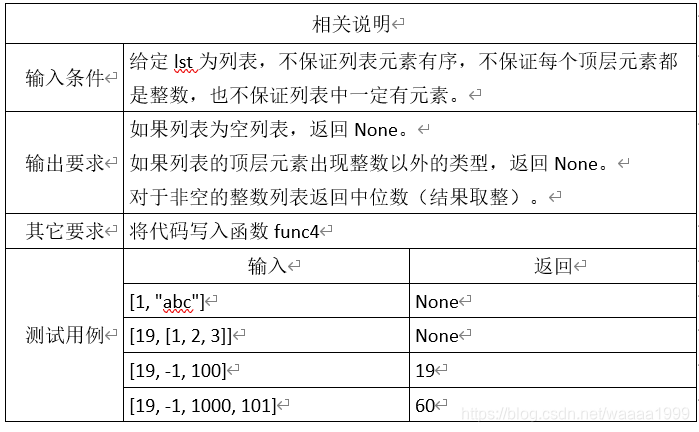 相关说明
输入条件
给定 lst 为列表，不保证列表元素有序，不保证每个顶层元素都
是整数，也不保证列表中一定有元素。
输出要求
如果列表为空列表，返回 None。
如果列表的顶层元素出现整数以外的类型，返回 None。
对于非空的整数列表返回中位数（结果取整）。
其它要求
将代码写入函数 func4
测试用例
输入
返回
[1, "abc"]
None
[19, [1, 2, 3]]
None
[19, -1, 100]
19
[19, -1, 1000, 101]
60
https://blog.csdn.net/waaaa1999